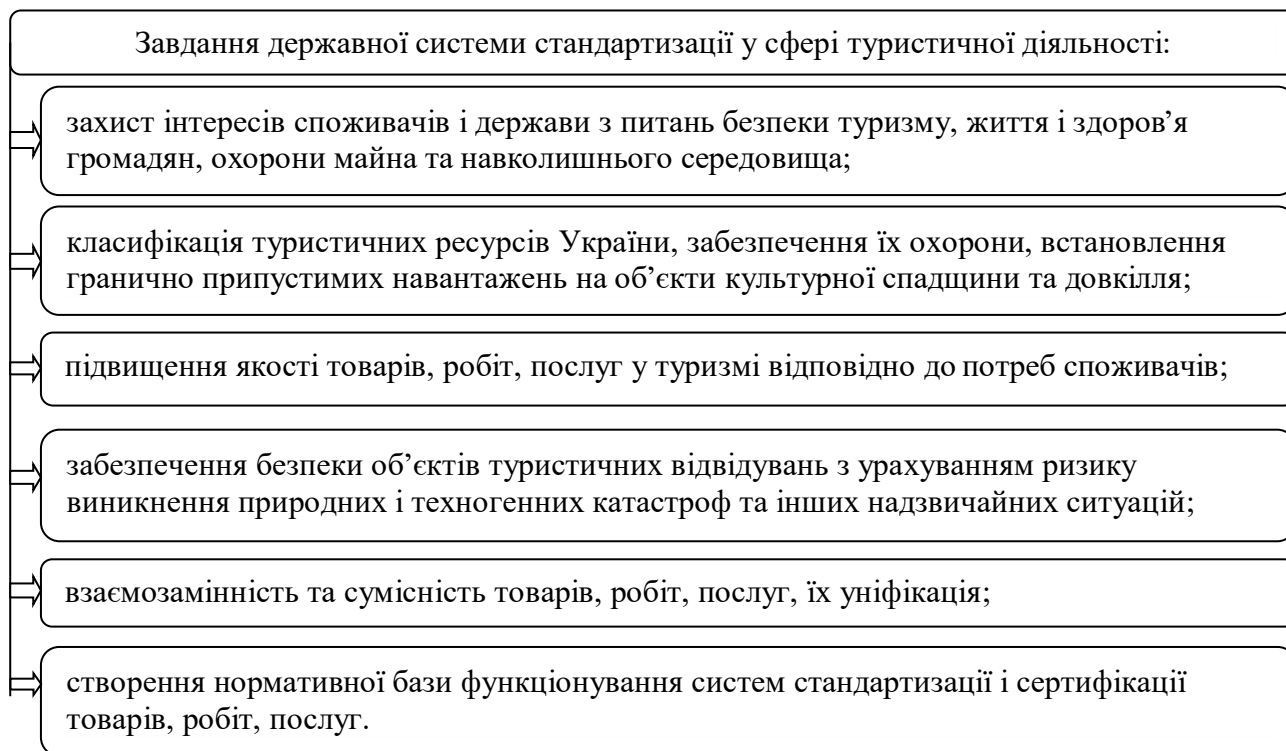 Завдання державної системи стандартизації у сфері туристичної діяльності:
захист інтересів споживачів і держави з питань безпеки туризму, життя і здоров’я
громадян, охорони майна та навколишнього середовища;
класифікація туристичних ресурсів України, забезпечення їх охорони, встановлення
гранично припустимих навантажень на об’єкти культурної спадщини та довкілля;
підвищення якості товарів, робіт, послуг у туризмі відповідно до потреб споживачів;
забезпечення безпеки об’єктів туристичних відвідувань з урахуванням ризику
виникнення природних і техногенних катастроф та інших надзвичайних ситуацій;
взаємозамінність та сумісність товарів, робіт, послуг, їх уніфікація;
створення нормативної бази функціонування систем стандартизації і сертифікації
товарів, робіт, послуг.